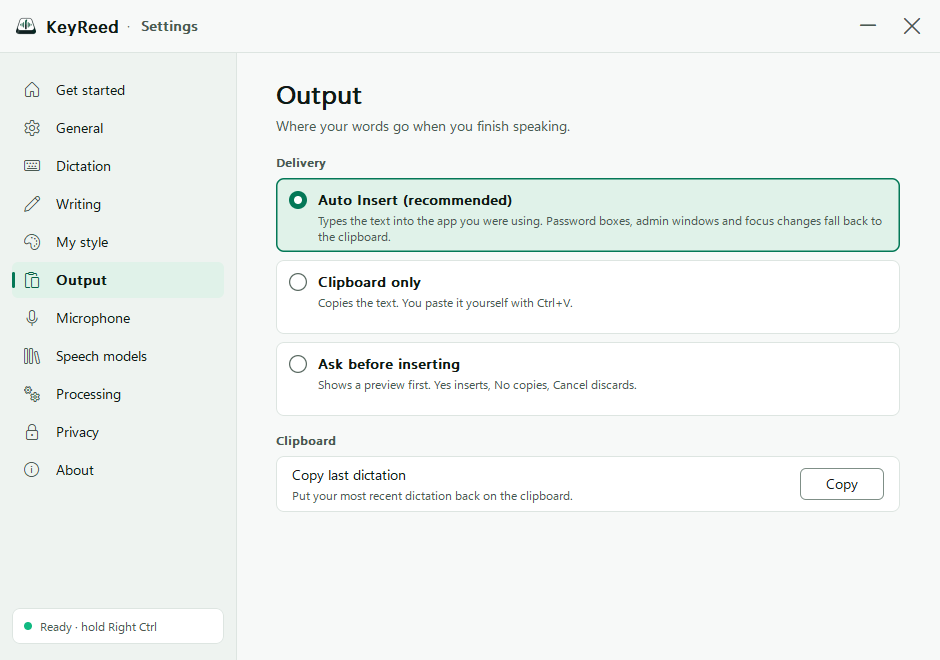 KeyReed · Settings
Get started
General
Dictation
Writing
My style
Output
Microphone
Speech models
Processing
Privacy
About
Ready · hold Right Ctrl
Output
Where your words go when you finish speaking.
Delivery
Auto Insert (recommended)
Types the text into the app you were using. Password boxes, admin windows and focus changes fall back to
the clipboard.
Clipboard only
Copies the text. You paste it yourself with Ctrl+V.
Ask before inserting
Shows a preview first. Yes inserts, No copies, Cancel discards.
Clipboard
Copy last dictation
Put your most recent dictation back on the clipboard.
Copy